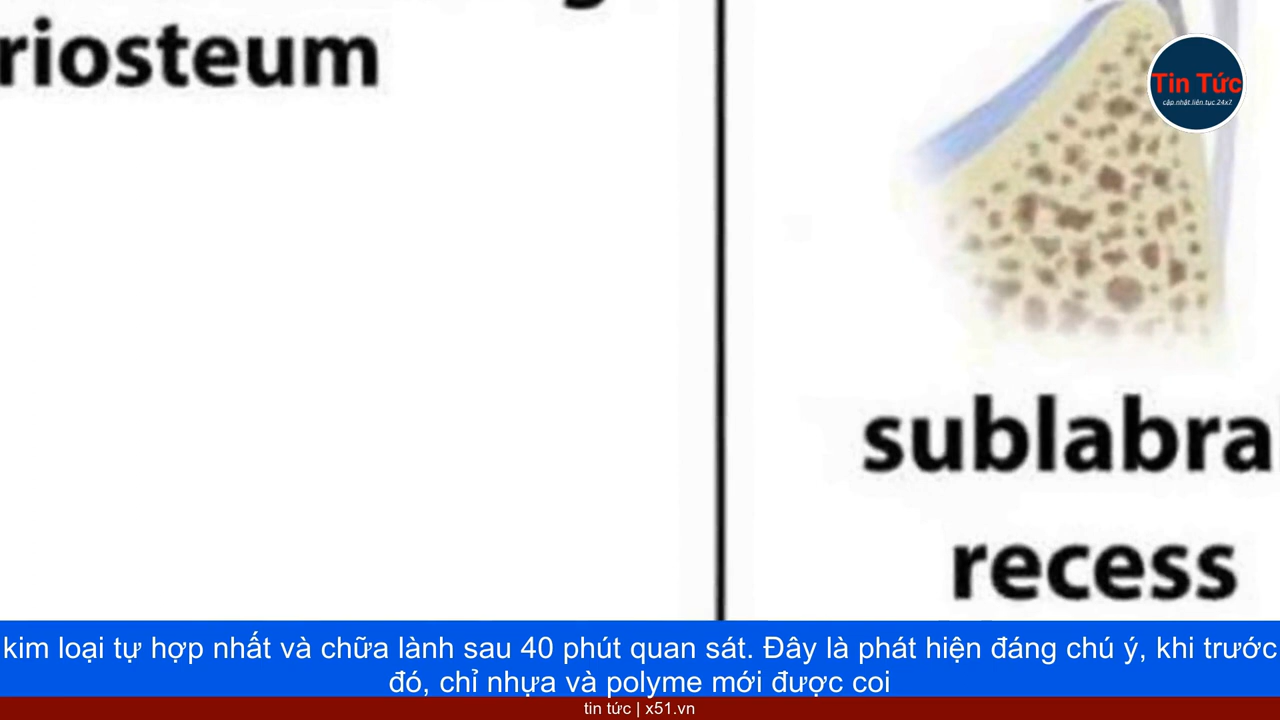 riosteum
Tin Tức
cập.nhật.liên.tục.24x7
sublabral
recess
kim loại tự hợp nhất và chữa lành sau 40 phút quan sát. Đây là phát hiện đáng chú ý, khi trước
đó, chỉ nhựa và polyme mới được coi
tin tức | x51.vn